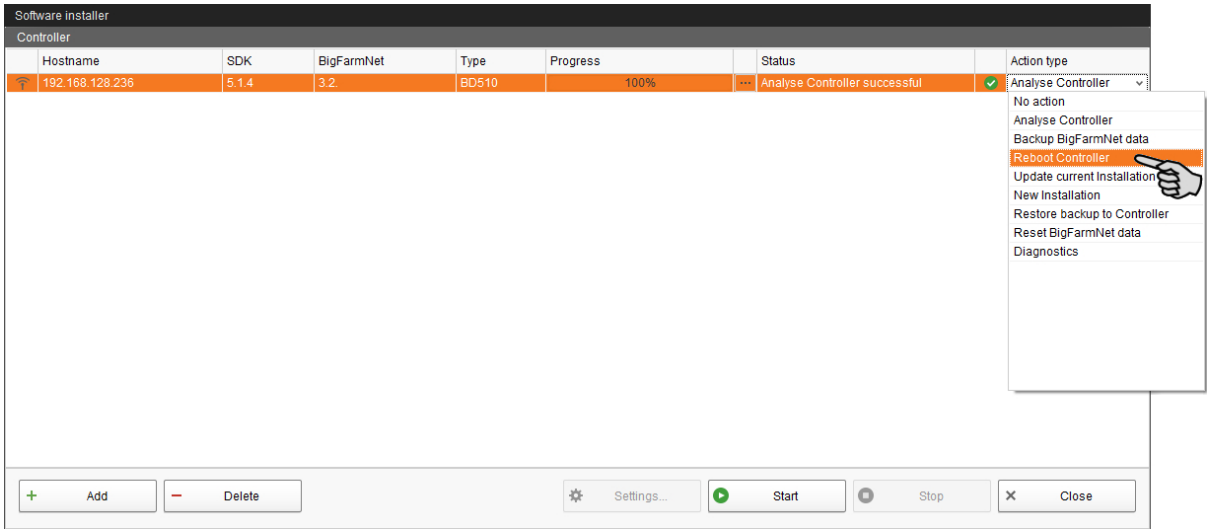 Software installer
Controller
Hostname SDK BigFarmNet Type Progress Status Action type
192.168.128.236 5.1.4 3.2. BD510 100% ... Analyse Controller successful Analyse Controller
No action
Analyse Controller
Backup BigFarmNet data
Reboot Controller
Update current Installation
New Installation
Restore backup to Controller
Reset BigFarmNet data
Diagnostics
Add Delete Settings... Start Stop Close